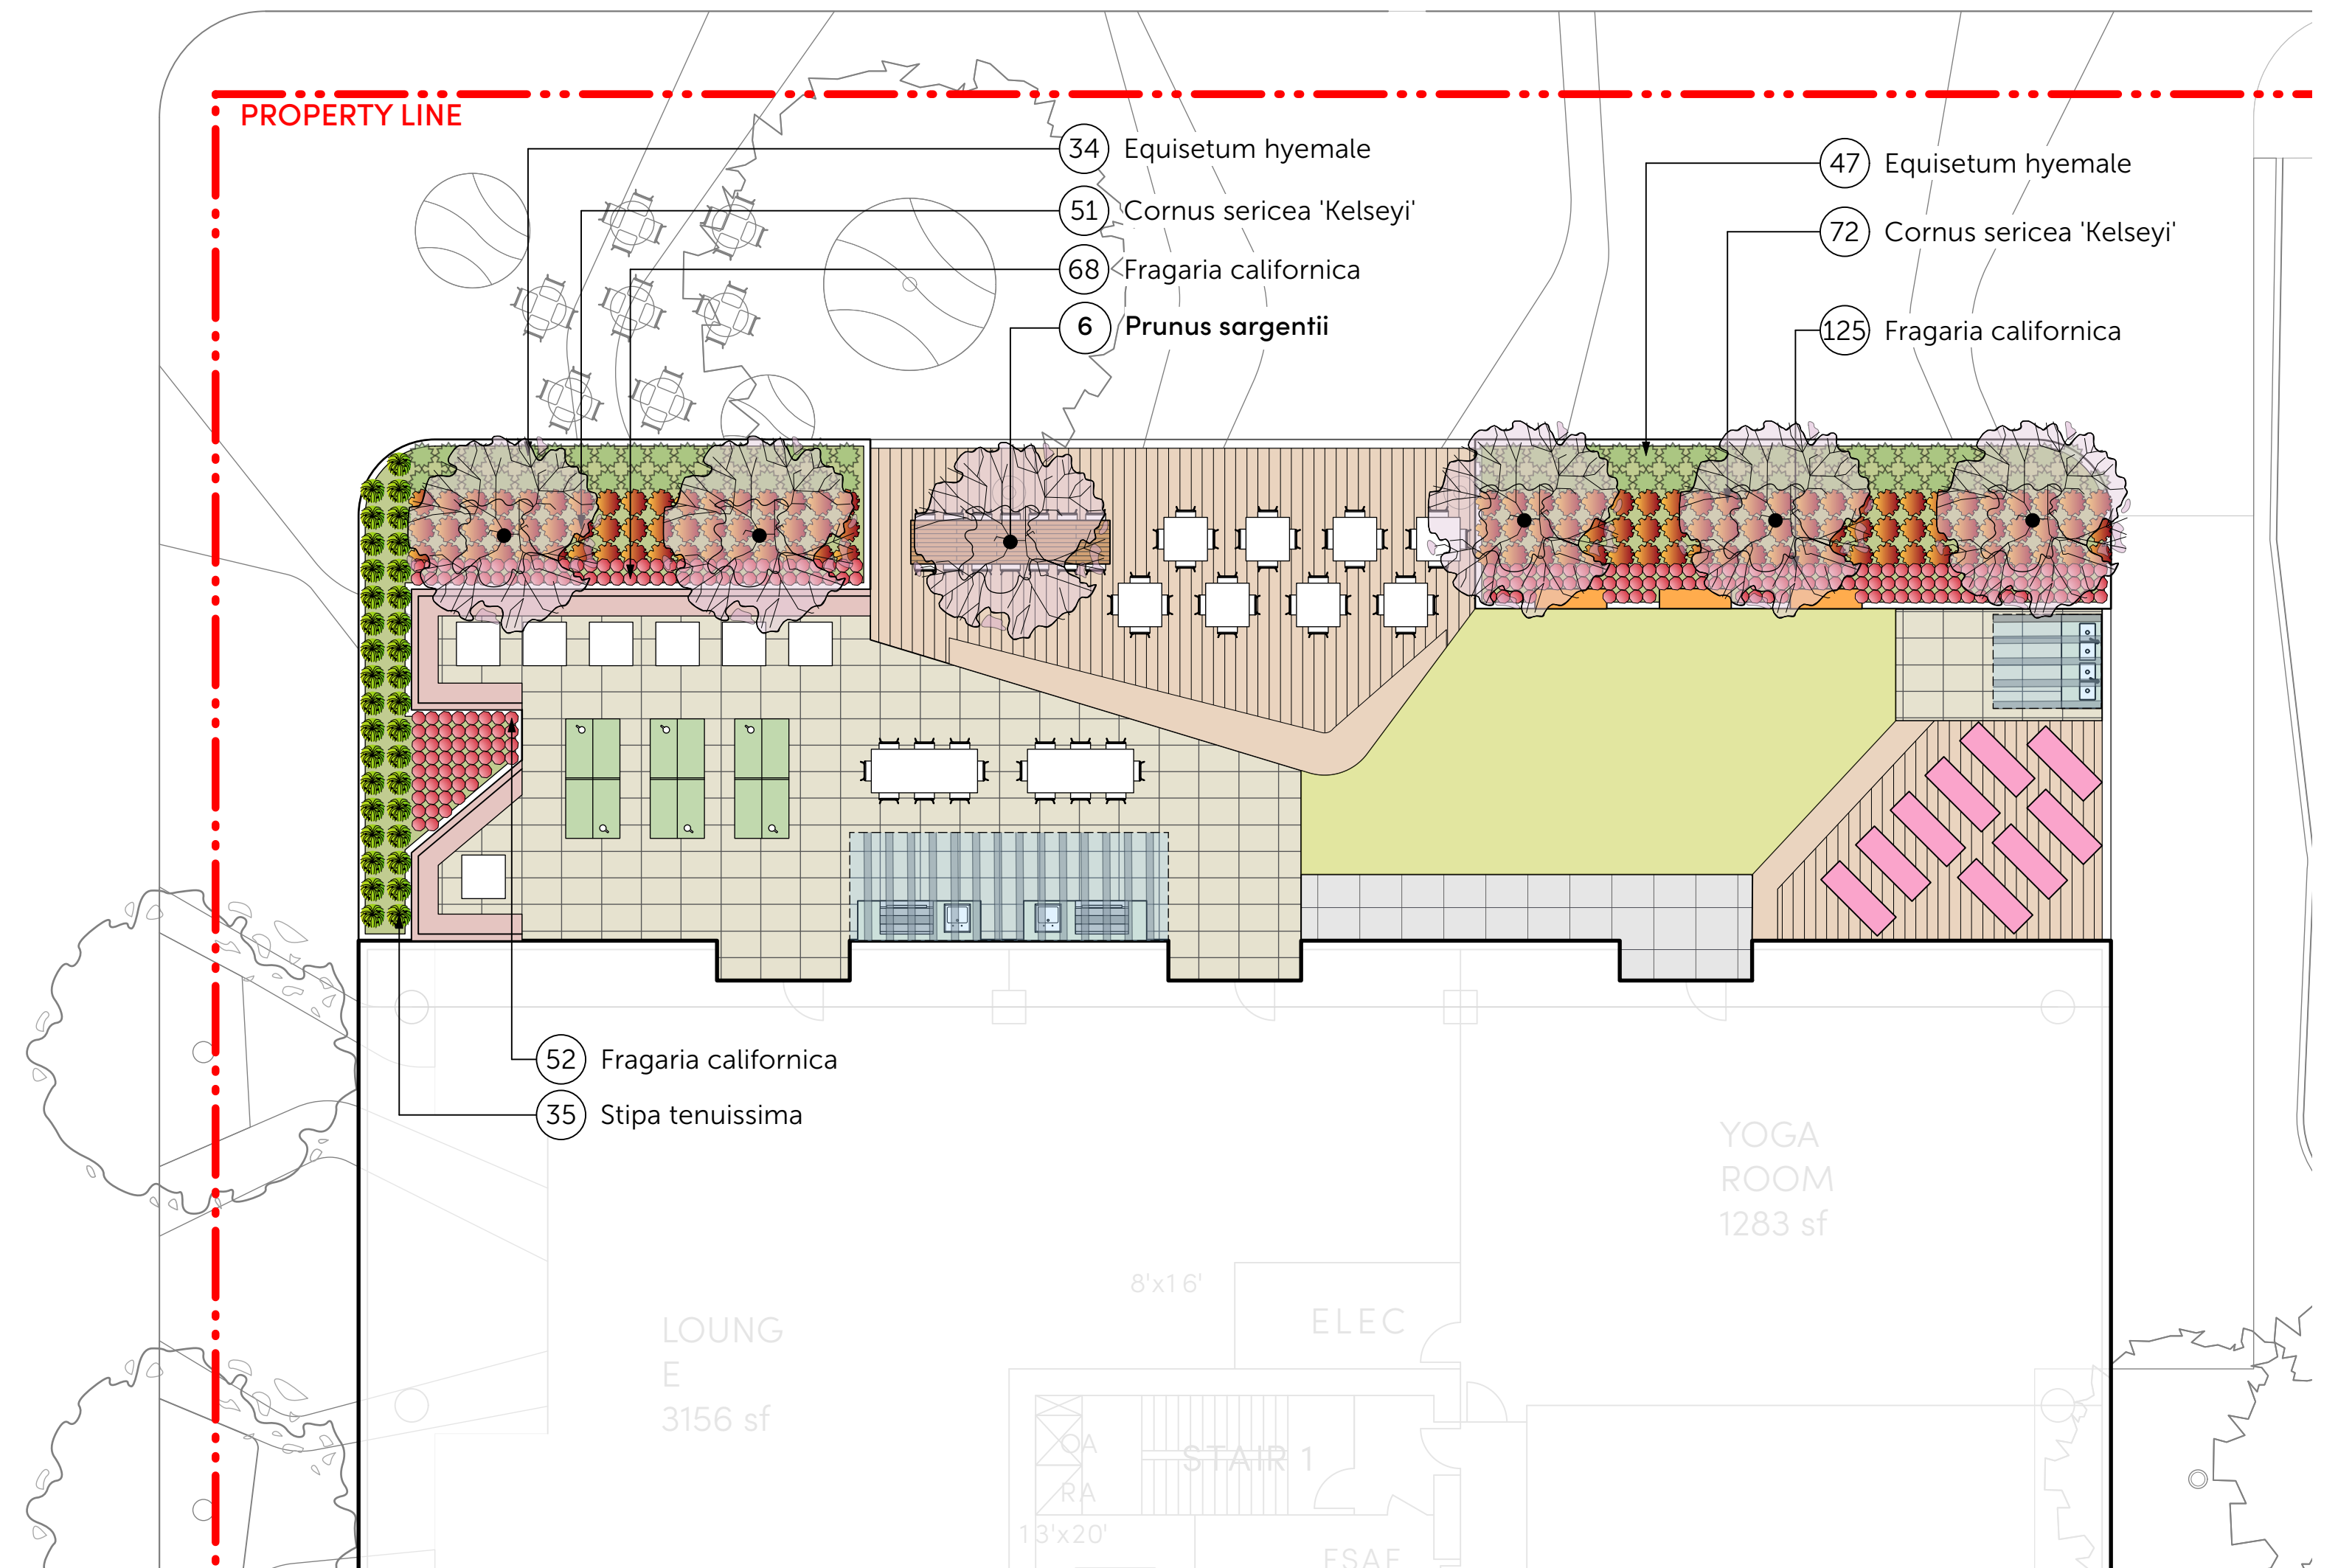 PROPERTY LINE
34 Equisetum hyemale
51 Cornus sericea 'Kelseyi'
68 Fragaria californica
6 Prunus sargentii
47 Equisetum hyemale
72 Cornus sericea 'Kelseyi'
125 Fragaria californica
52 Fragaria californica
35 Stipa tenuissima
YOGA
ROOM
1283 sf
8'x16'
ELEC
LOUNG
E
3156 sf
OA
STAIR 1
RA
13'x20'